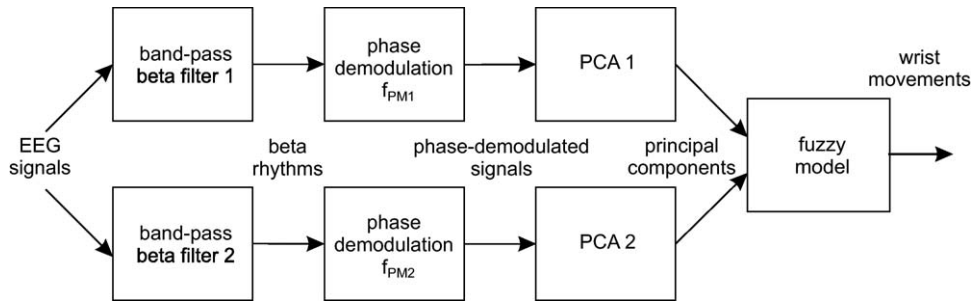 band-pass
beta filter 1
phase
demodulation
fPM1
PCA 1
wrist
movements
EEG
signals
beta
rhythms
phase-demodulated
signals
principal
components
fuzzy
model
band-pass
beta filter 2
phase
demodulation
fPM2
PCA 2